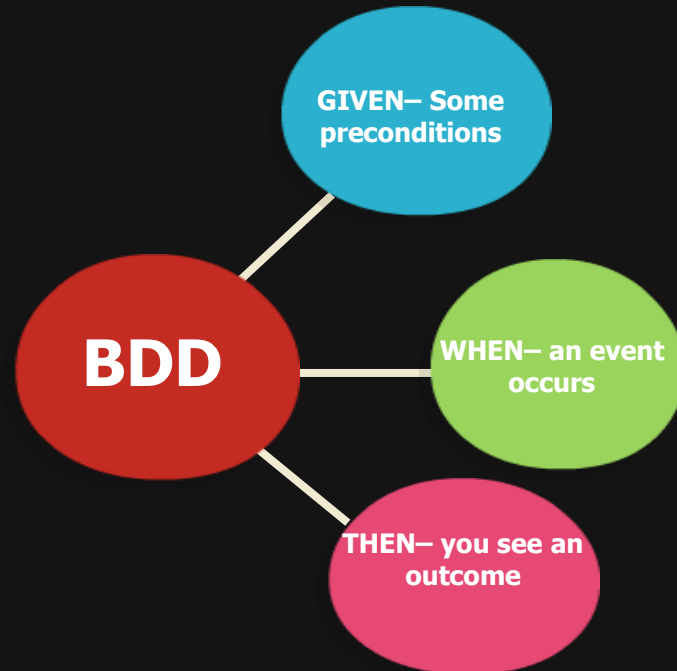 GIVEN– Some
preconditions
BDD
WHEN– an event
occurs
THEN– you see an
outcome